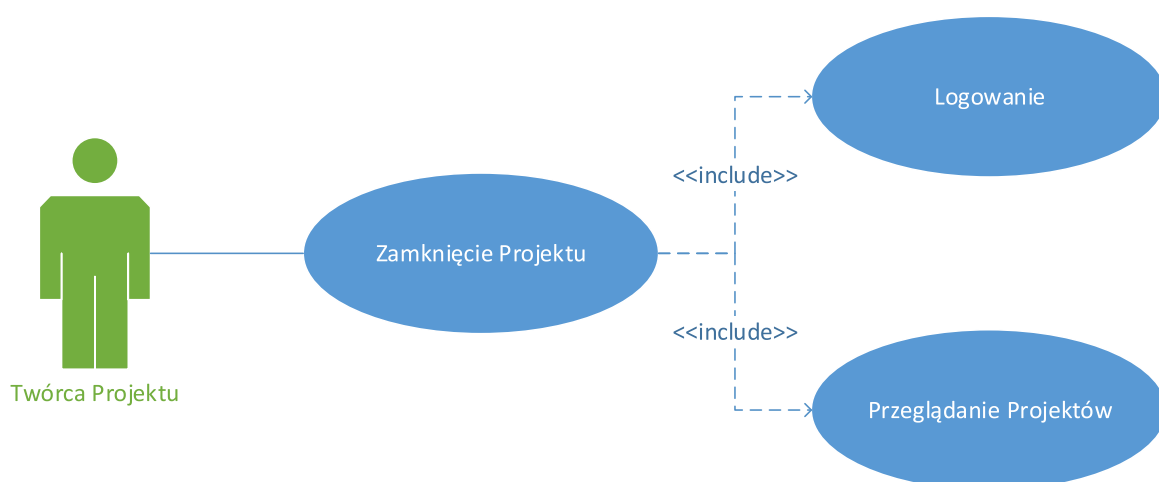 Logowanie
<<include>>
Zamknięcie Projektu
<<include>>
Twórca Projektu
Przeglądanie Projektów